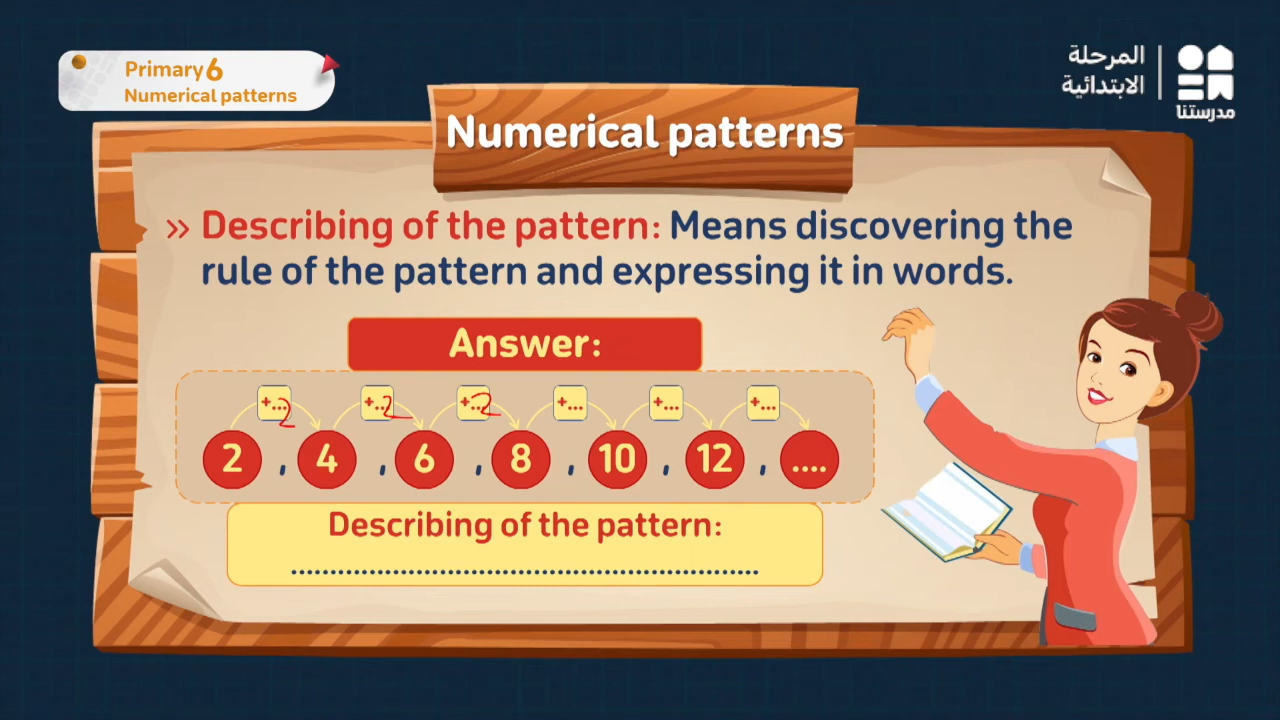 Primary 6
Numerical patterns
المرحلة
الابتدائية
مدرستنا
Numerical patterns
» Describing of the pattern: Means discovering the
rule of the pattern and expressing it in words.
Answer:
+...2 +...2 +...2 +... +... +...
2 , 4 , 6 , 8 , 10 , 12 , ....
Describing of the pattern:
............................................................